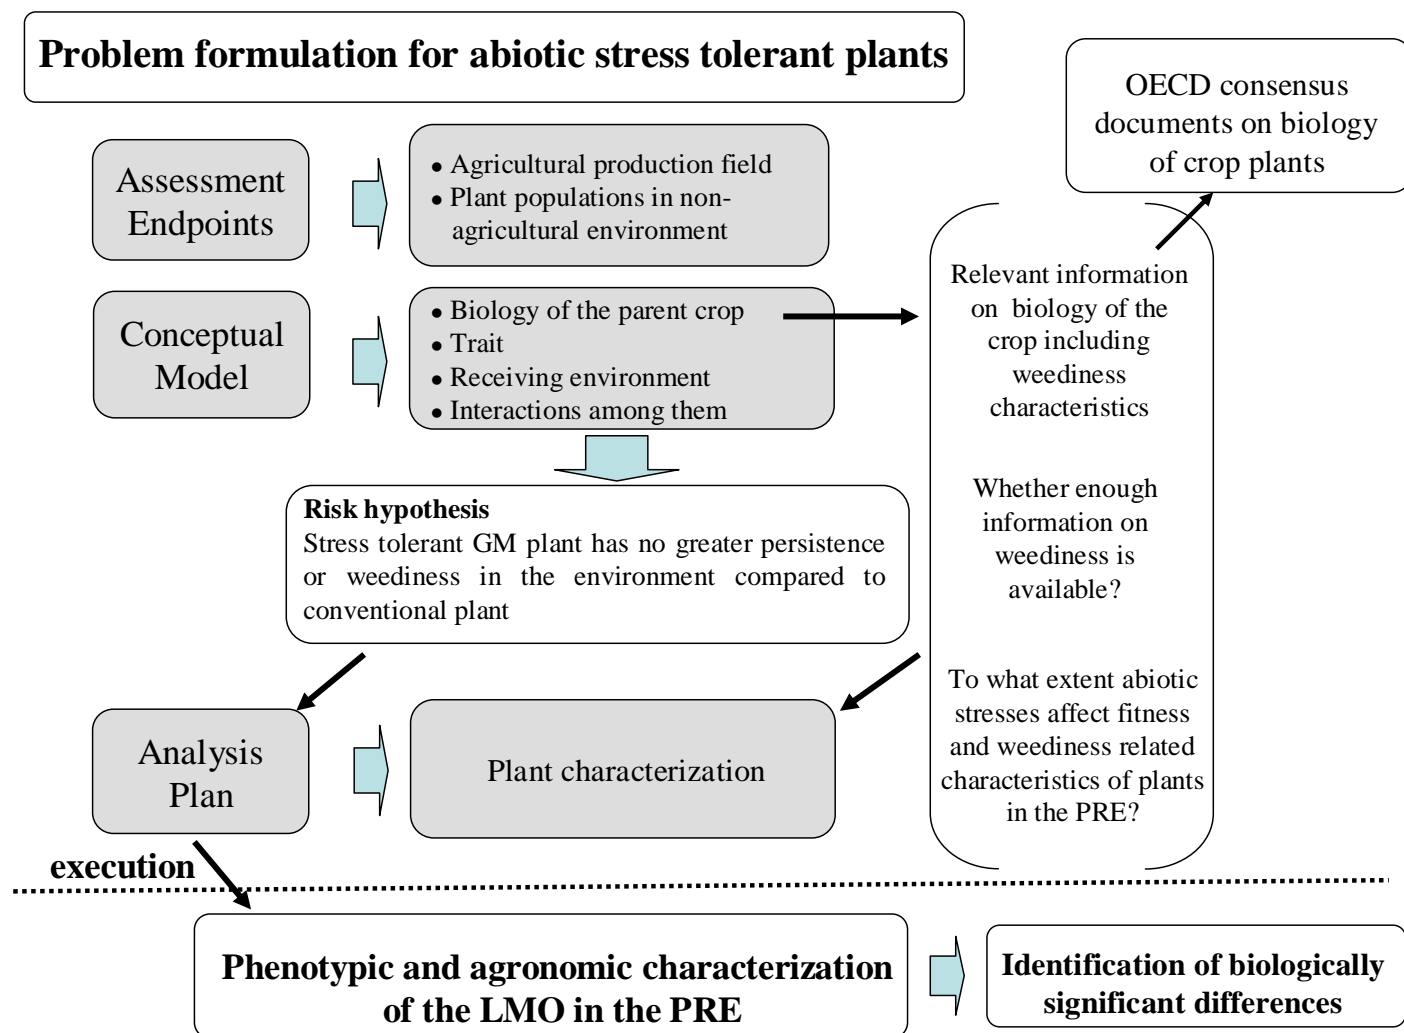 Problem formulation for abiotic stress tolerant plants
OECD consensus
documents on biology
of crop plants
Assessment
Endpoints
• Agricultural production field
• Plant populations in non-
agricultural environment
Conceptual
Model
• Biology of the parent crop
• Trait
• Receiving environment
• Interactions among them
Relevant information
on biology of the
crop including
weediness
characteristics
Whether enough
information on
weediness is
available?
To what extent abiotic
stresses affect fitness
and weediness related
characteristics of plants
in the PRE?
Risk hypothesis
Stress tolerant GM plant has no greater persistence
or weediness in the environment compared to
conventional plant
Analysis
Plan
Plant characterization
execution
Phenotypic and agronomic characterization
of the LMO in the PRE
Identification of biologically
significant differences